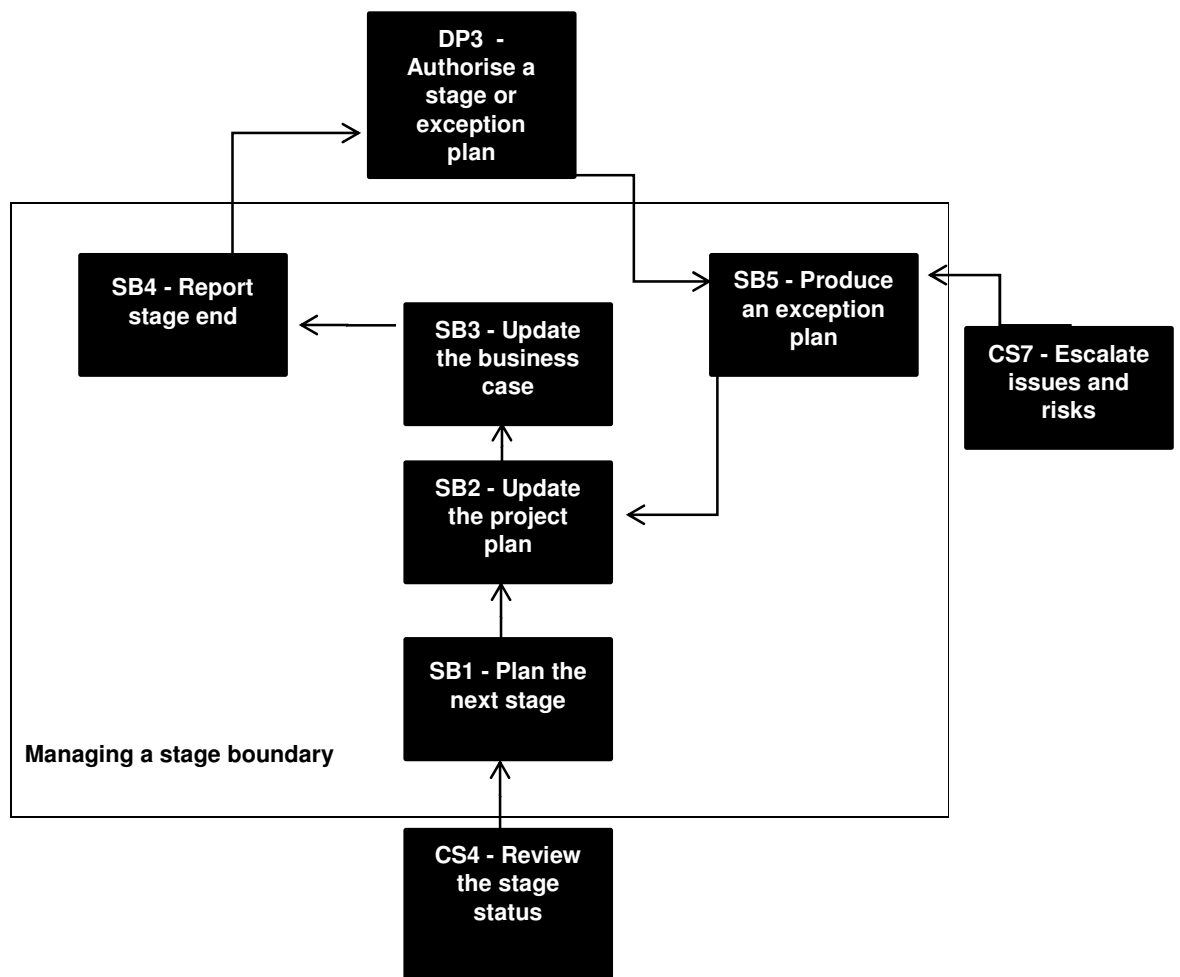 DP3 -
Authorise a
stage or
exception
plan
SB4 - Report
stage end
SB3 - Update
the business
case
SB5 - Produce
an exception
plan
CS7 - Escalate
issues and
risks
SB2 - Update
the project
plan
SB1 - Plan the
next stage
Managing a stage boundary
CS4 - Review
the stage
status